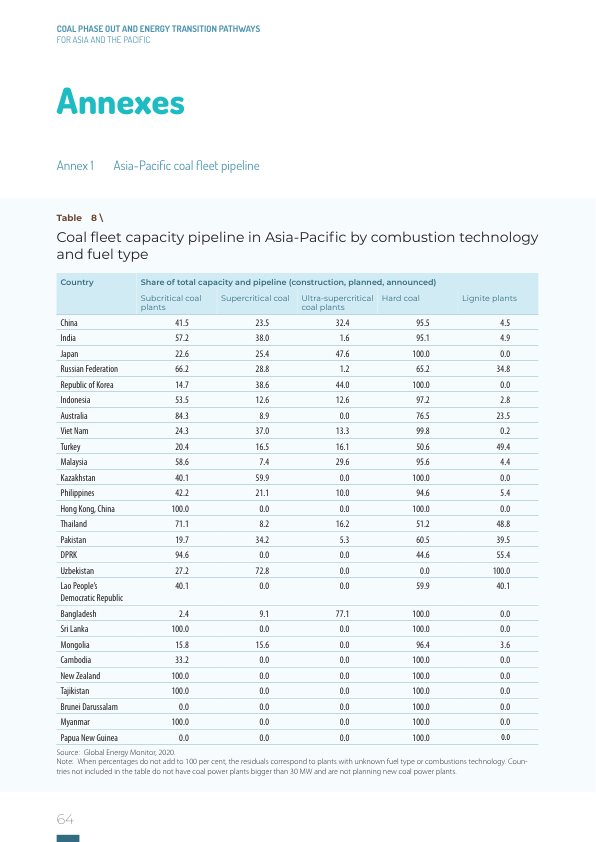 COAL PHASE OUT AND ENERGY TRANSITION PATHWAYS
FOR ASIA AND THE PACIFIC
Annexes
Annex 1 Asia-Pacific coal fleet pipeline
Table 8 \
Coal fleet capacity pipeline in Asia-Pacific by combustion technology
and fuel type
Country Share of total capacity and pipeline (construction, planned, announced)
Subcritical coal plants Supercritical coal Ultra-supercritical coal plants Hard coal Lignite plants
China 41.5 23.5 32.4 95.5 4.5
India 57.2 38.0 1.6 95.1 4.9
Japan 22.6 25.4 47.6 100.0 0.0
Russian Federation 66.2 28.8 1.2 65.2 34.8
Republic of Korea 14.7 38.6 44.0 100.0 0.0
Indonesia 53.5 12.6 12.6 97.2 2.8
Australia 84.3 8.9 0.0 76.5 23.5
Viet Nam 24.3 37.0 13.3 99.8 0.2
Turkey 20.4 16.5 16.1 50.6 49.4
Malaysia 58.6 7.4 29.6 95.6 4.4
Kazakhstan 40.1 59.9 0.0 100.0 0.0
Philippines 42.2 21.1 10.0 94.6 5.4
Hong Kong, China 100.0 0.0 0.0 100.0 0.0
Thailand 71.1 8.2 16.2 51.2 48.8
Pakistan 19.7 34.2 5.3 60.5 39.5
DPRK 94.6 0.0 0.0 44.6 55.4
Uzbekistan 27.2 72.8 0.0 0.0 100.0
Lao People's 40.1 0.0 0.0 59.9 40.1
Democratic Republic
Bangladesh 2.4 9.1 77.1 100.0 0.0
Sri Lanka 100.0 0.0 0.0 100.0 0.0
Mongolia 15.8 15.6 0.0 96.4 3.6
Cambodia 33.2 0.0 0.0 100.0 0.0
New Zealand 100.0 0.0 0.0 100.0 0.0
Tajikistan 100.0 0.0 0.0 100.0 0.0
Brunei Darussalam 0.0 0.0 0.0 100.0 0.0
Myanmar 100.0 0.0 0.0 100.0 0.0
Papua New Guinea 0.0 0.0 0.0 100.0 0.0
Source: Global Energy Monitor, 2020.
Note: When percentages do not add to 100 per cent, the residuals correspond to plants with unknown fuel type or combustions technology. Coun-
tries not included in the table do not have coal power plants bigger than 30 MW and are not planning new coal power plants.
64